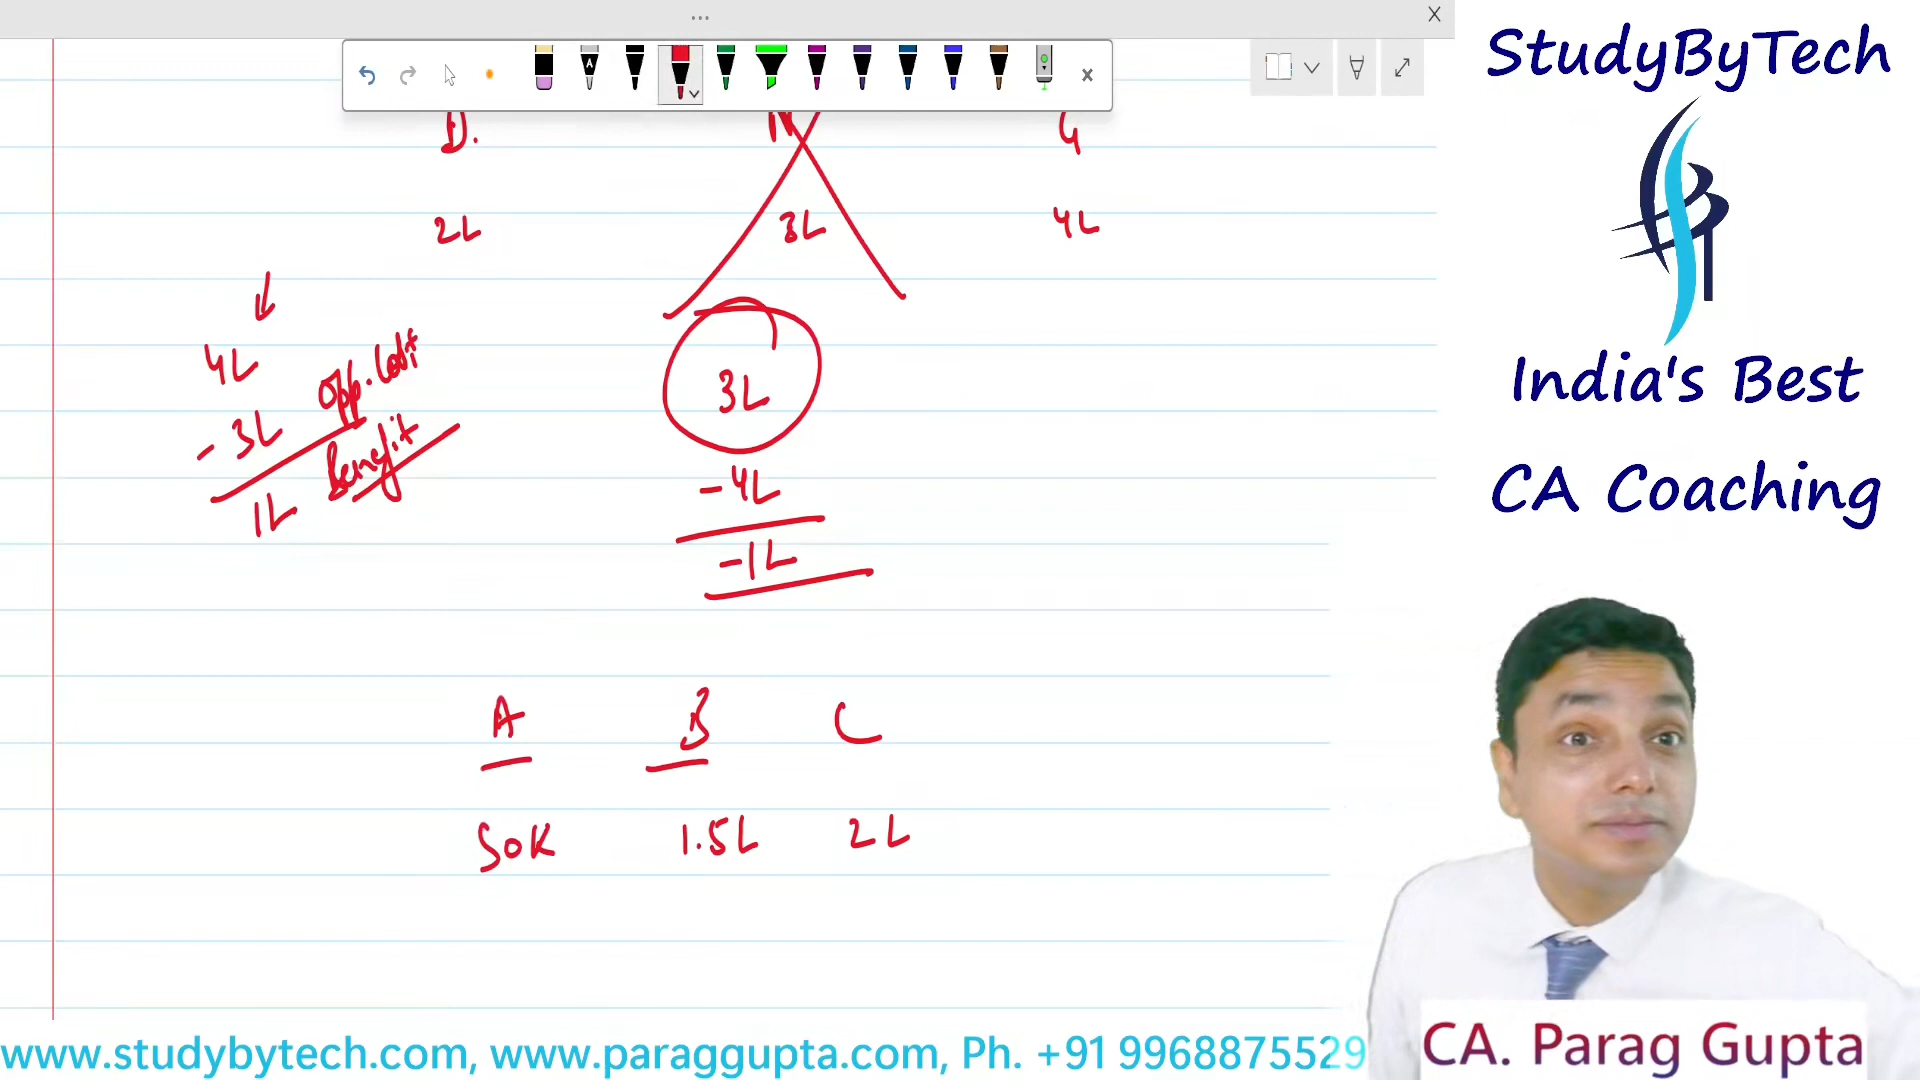 StudyByTech
D.
4
2L
3L
4L
4L
Opp. Cost
- 3L
Benefit
1L
3L
-4L
-1L
A B C
50K 1.5L 2L
India's Best
CA Coaching
www.studybytech.com, www.paraggupta.com, Ph. +91 9968875529
CA. Parag Gupta